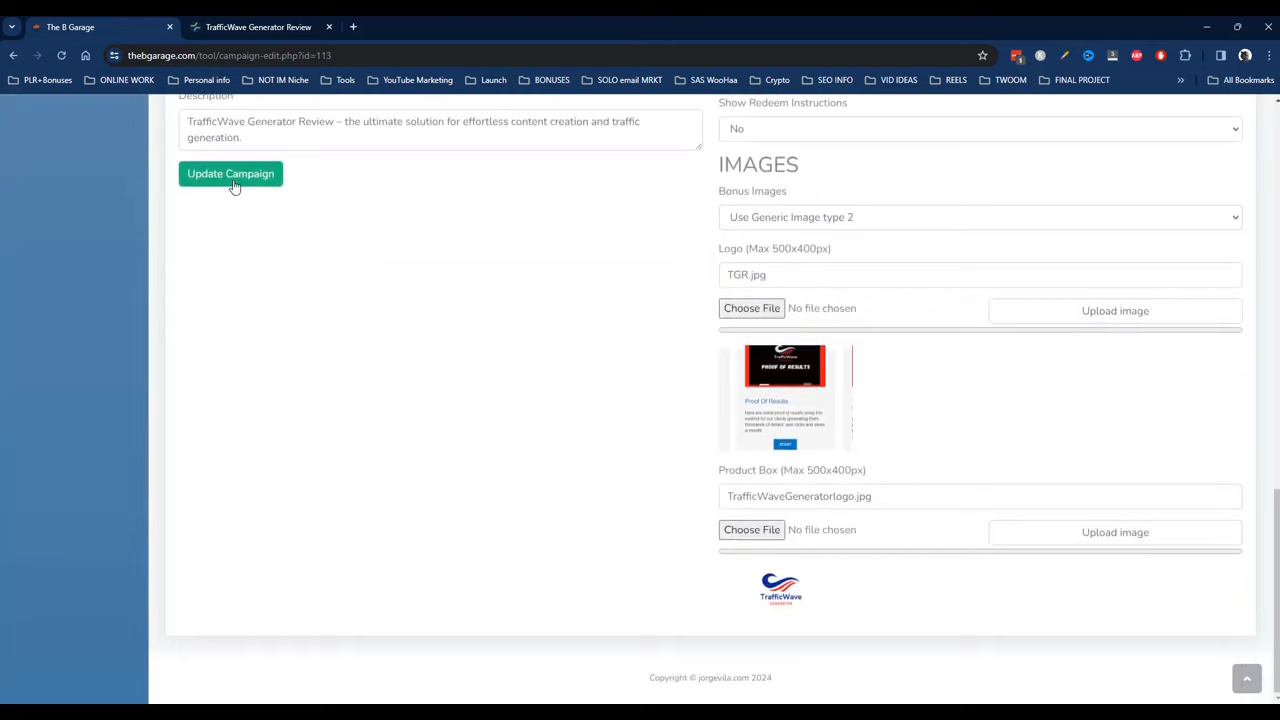 The B Garage
TrafficWave Generator Review
thebgarage.com/tool/campaign-edit.php?id=113
PLR+Bonuses
ONLINE WORK
Personal info
NOT IM Niche
Tools
YouTube Marketing
Launch
BONUSES
SOLO email MRKT
SAS WooHaa
Crypto
SEO INFO
VID IDEAS
REELS
TWOOM
FINAL PROJECT
All Bookmarks
Description
TrafficWave Generator Review – the ultimate solution for effortless content creation and traffic
generation.
Update Campaign
Show Redeem Instructions
No
IMAGES
Bonus Images
Use Generic Image type 2
Logo (Max 500x400px)
TGR.jpg
Choose File No file chosen
Upload image
TrafficWave
PROOF OF RESULTS
Proof Of Results
Product Box (Max 500x400px)
TrafficWaveGeneratorlogo.jpg
Choose File No file chosen
Upload image
TrafficWave
GENERATOR
Copyright © jorgevila.com 2024